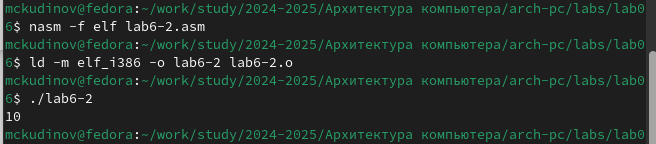 mckudinov@fedora:~/work/study/2024-2025/Архитектура компьютера/arch-pc/labs/lab0
6$ nasm -f elf lab6-2.asm
mckudinov@fedora:~/work/study/2024-2025/Архитектура компьютера/arch-pc/labs/lab0
6$ ld -m elf_i386 -o lab6-2 lab6-2.o
mckudinov@fedora:~/work/study/2024-2025/Архитектура компьютера/arch-pc/labs/lab0
6$ ./lab6-2
10
mckudinov@fedora:~/work/study/2024-2025/Архитектура компьютера/arch-pc/labs/lab0